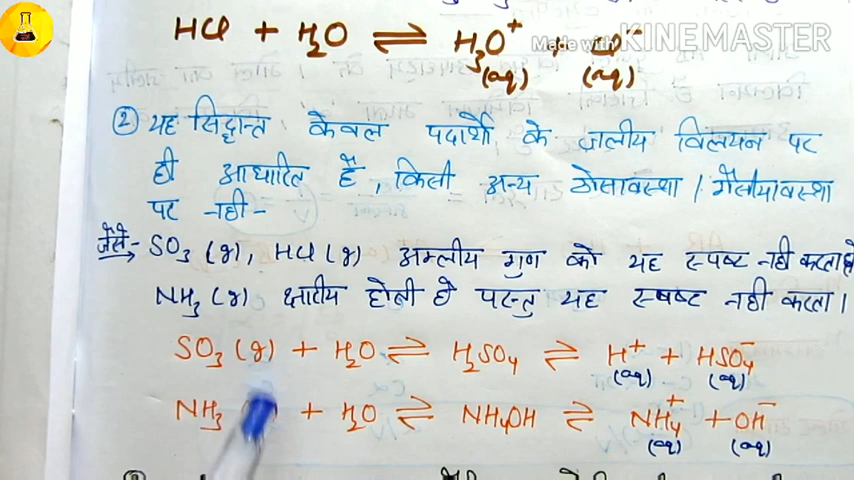 HCl + H₂O ⇌ H₃O⁺ + Cl⁻
(aq) (aq)
Made with KINEMASTER
② यह सिद्धान्त केवल पदार्थो के जलीय विलयन पर
ही आधारित है, किसी अन्य ठोसावस्था / गैसीयावस्था
पर नही -
जैसे:- SO₃ (g), HCl (g) अम्लीय गुण को यह स्पष्ट नही करता है
NH₃ (g) क्षारीय होती है परन्तु यह स्पष्ट नही करता।
SO₃ (g) + H₂O ⇌ H₂SO₄ ⇌ H⁺ + HSO₄⁻
(aq) (aq)
NH₃ + H₂O ⇌ NH₄OH ⇌ NH₄⁺ + OH⁻
(aq) (aq)